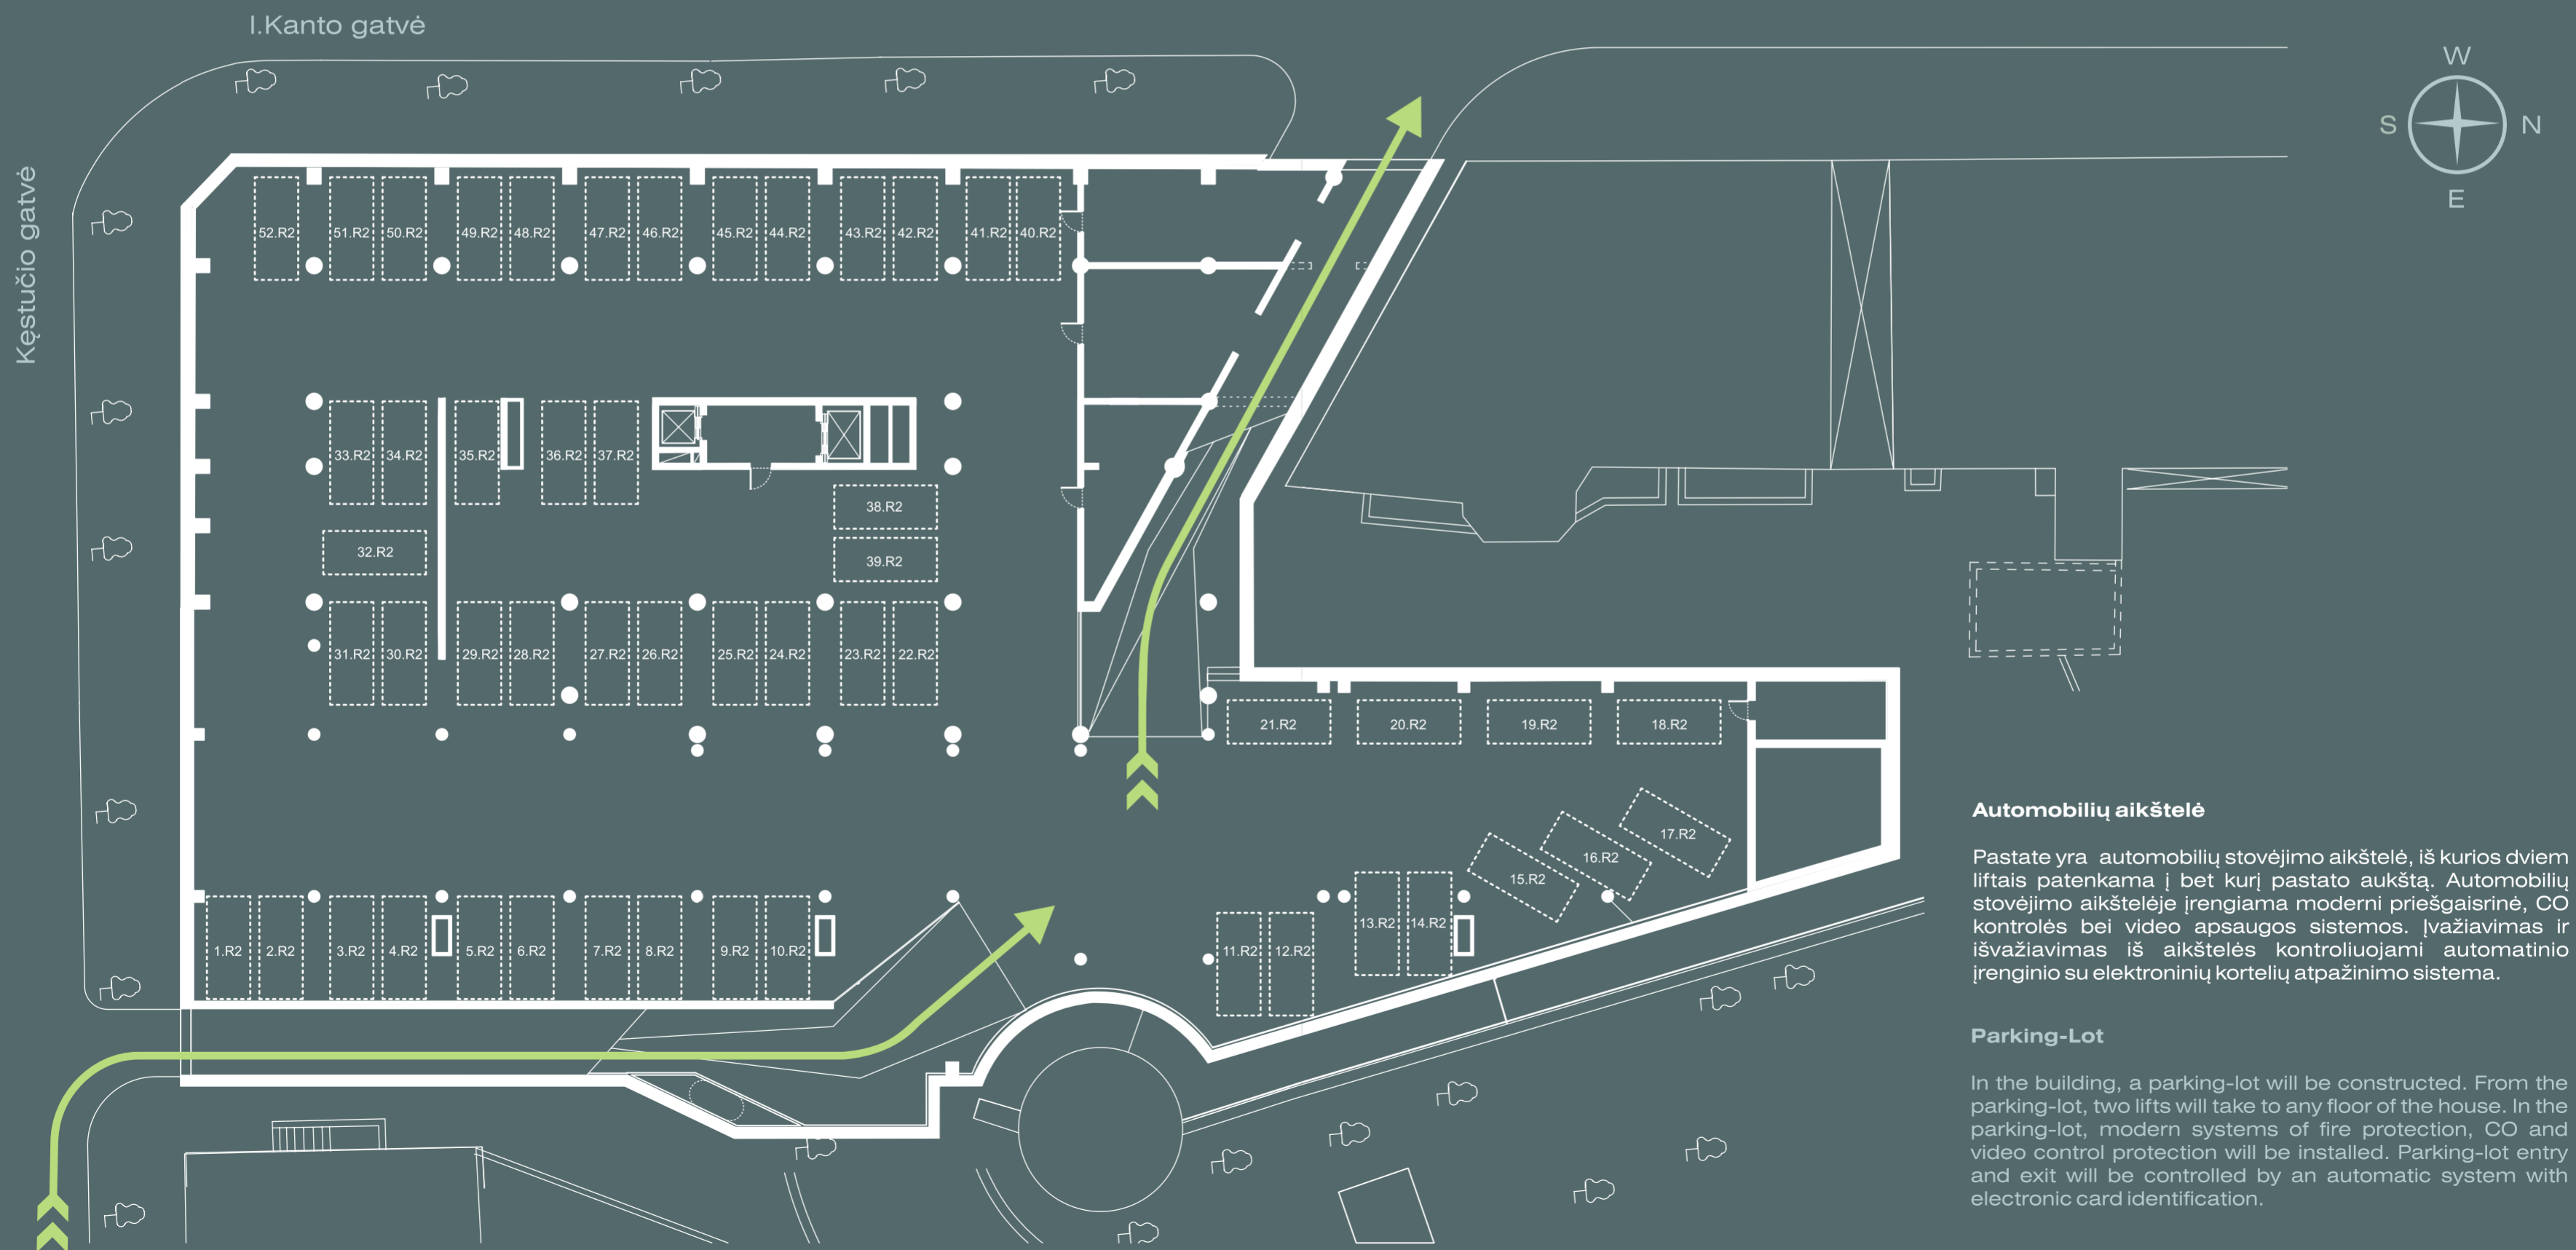 I.Kanto gatvė
Kęstučio gatvė
W
S N
E
52.R2 51.R2 50.R2 49.R2 48.R2 47.R2 46.R2 45.R2 44.R2 43.R2 42.R2 41.R2 40.R2
33.R2 34.R2 35.R2 36.R2 37.R2
38.R2
32.R2
39.R2
31.R2 30.R2 29.R2 28.R2 27.R2 26.R2 25.R2 24.R2 23.R2 22.R2
21.R2 20.R2 19.R2 18.R2
17.R2
16.R2
15.R2
13.R2 14.R2
1.R2 2.R2 3.R2 4.R2 5.R2 6.R2 7.R2 8.R2 9.R2 10.R2 11.R2 12.R2
Automobilių aikštelė
Pastate yra automobilių stovėjimo aikštelė, iš kurios dviem
liftais patenkama į bet kurį pastato aukštą. Automobilių
stovėjimo aikštelėje įrengiama moderni priešgaisrinė, CO
kontrolės bei video apsaugos sistemos. Įvažiavimas ir
išvažiavimas iš aikštelės kontroliuojami automatinio
įrenginio su elektroninių kortelių atpažinimo sistema.
Parking-Lot
In the building, a parking-lot will be constructed. From the
parking-lot, two lifts will take to any floor of the house. In the
parking-lot, modern systems of fire protection, CO and
video control protection will be installed. Parking-lot entry
and exit will be controlled by an automatic system with
electronic card identification.